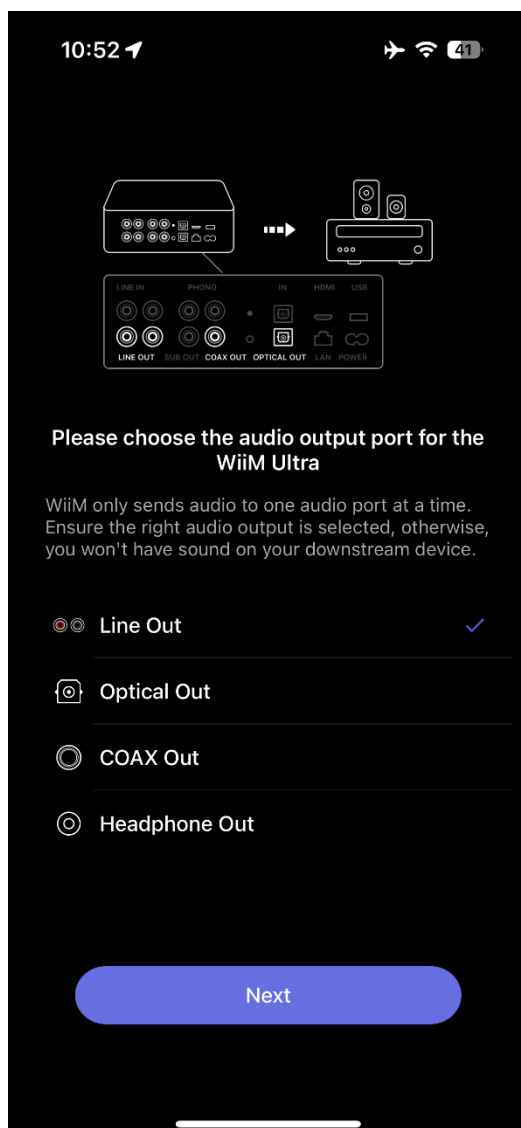 10:52
41
LINE IN PHONO IN HDMI USB
LINE OUT SUB OUT COAX OUT OPTICAL OUT LAN POWER
Please choose the audio output port for the
WiiM Ultra
WiiM only sends audio to one audio port at a time.
Ensure the right audio output is selected, otherwise,
you won't have sound on your downstream device.
Line Out
Optical Out
COAX Out
Headphone Out
Next